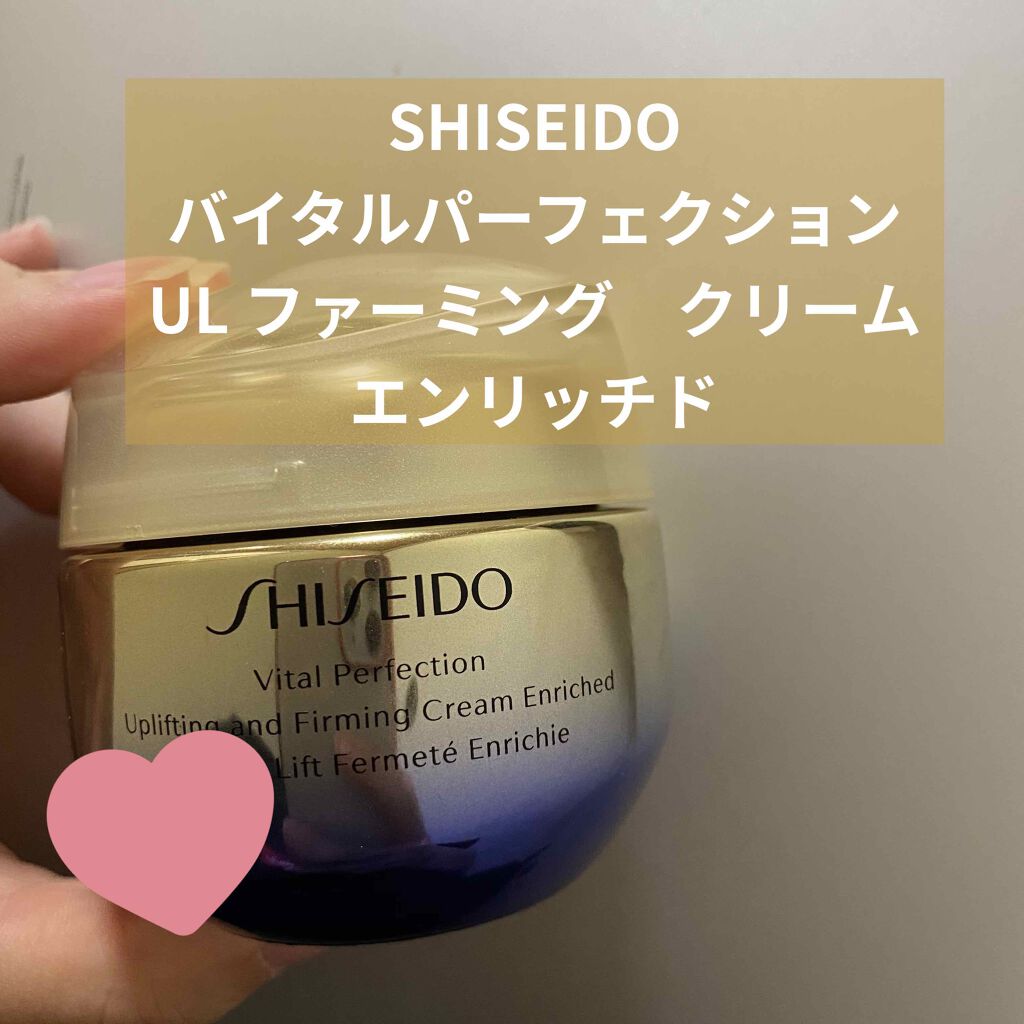 SHISEIDO
バイタルパーフェクション
UL ファーミング　クリーム
エンリッチド
SHISEIDO
Vital Perfection
Uplifting and Firming Cream Enriched
Lift Fermeté Enrichie